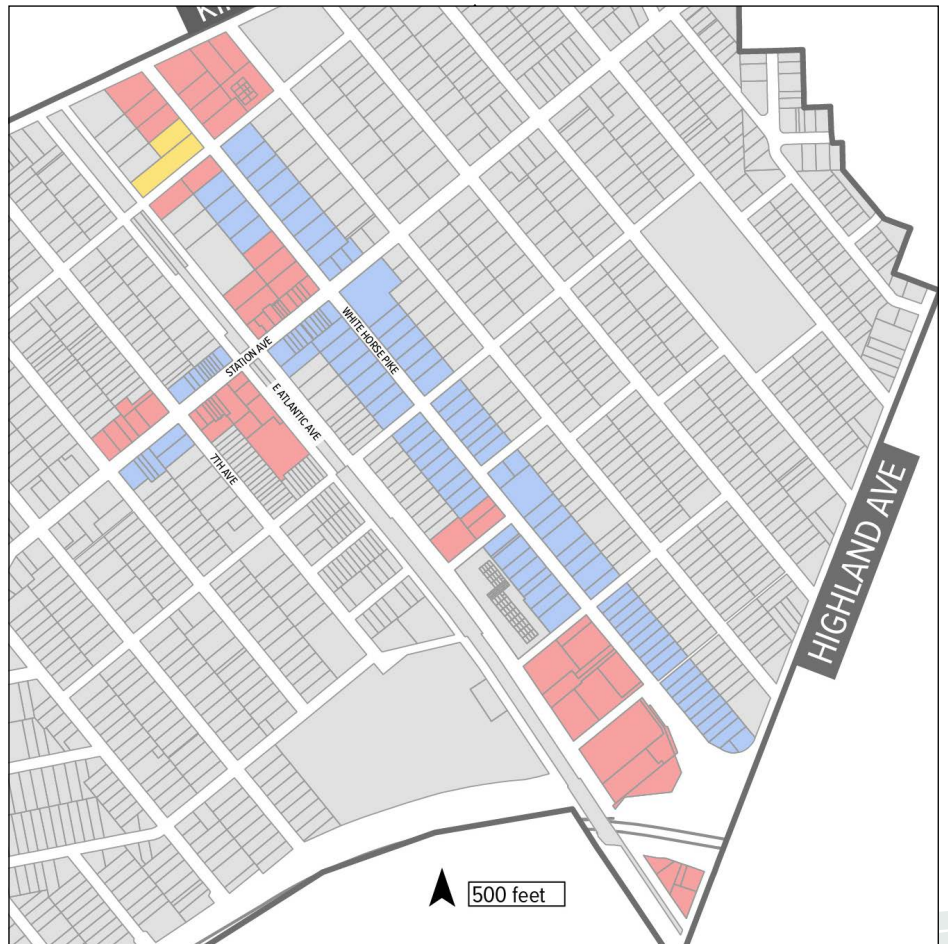 STATION AVE
WHITE HORSE PIKE
E ATLANTIC AVE
7TH AVE
HIGHLAND AVE
500 feet